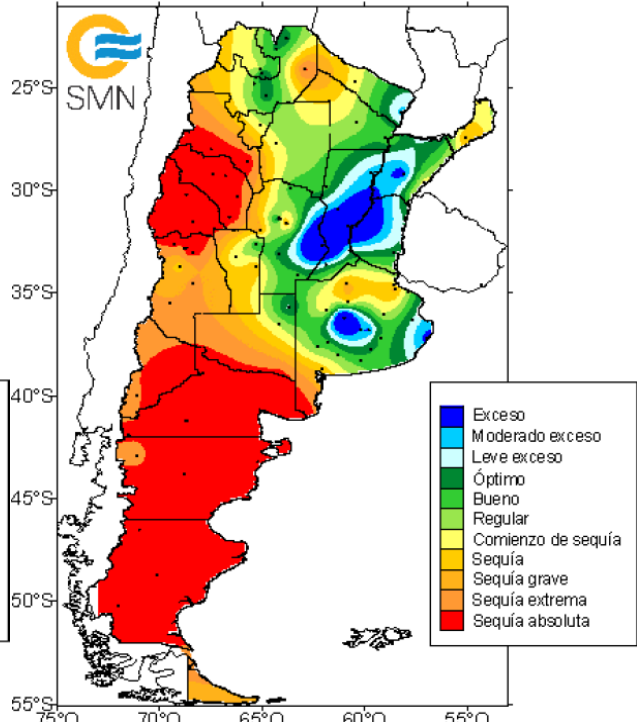 SMN
25°S
30°S
35°S
40°S
45°S
50°S
55°S
75°O
70°O
65°O
60°O
55°O
Exceso
Moderado exceso
Leve exceso
Óptimo
Bueno
Regular
Comienzo de sequía
Sequía
Sequía grave
Sequía extrema
Sequía absoluta